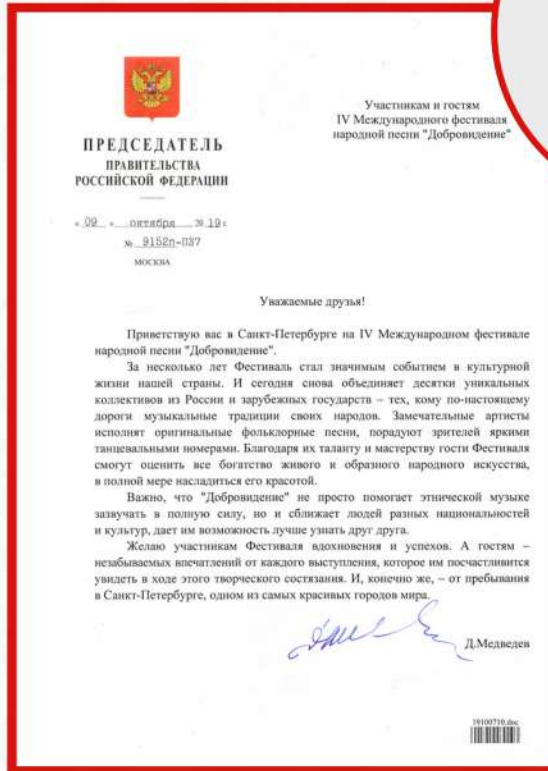 ПРЕДСЕДАТЕЛЬ
ПРАВИТЕЛЬСТВА
РОССИЙСКОЙ ФЕДЕРАЦИИ
« 09 » октября 20 19 г.
№ 9152п-П37
МОСКВА
Участникам и гостям
IV Международного фестиваля
народной песни "Добровидение"
Уважаемые друзья!
Приветствую вас в Санкт-Петербурге на IV Международном фестивале
народной песни "Добровидение".
За несколько лет Фестиваль стал значимым событием в культурной
жизни нашей страны. И сегодня снова объединяет десятки уникальных
коллективов из России и зарубежных государств – тех, кому по-настоящему
дороги музыкальные традиции своих народов. Замечательные артисты
исполнят оригинальные фольклорные песни, порадуют зрителей яркими
танцевальными номерами. Благодаря их таланту и мастерству гости Фестиваля
смогут оценить все богатство живого и образного народного искусства,
в полной мере насладиться его красотой.
Важно, что "Добровидение" не просто помогает этнической музыке
зазвучать в полную силу, но и сближает людей разных национальностей
и культур, дает им возможность лучше узнать друг друга.
Желаю участникам Фестиваля вдохновения и успехов. А гостям –
незабываемых впечатлений от каждого выступления, которое им посчастливится
увидеть в ходе этого творческого состязания. И, конечно же, – от пребывания
в Санкт-Петербурге, одном из самых красивых городов мира.
Д.Медведев
19100710.doc